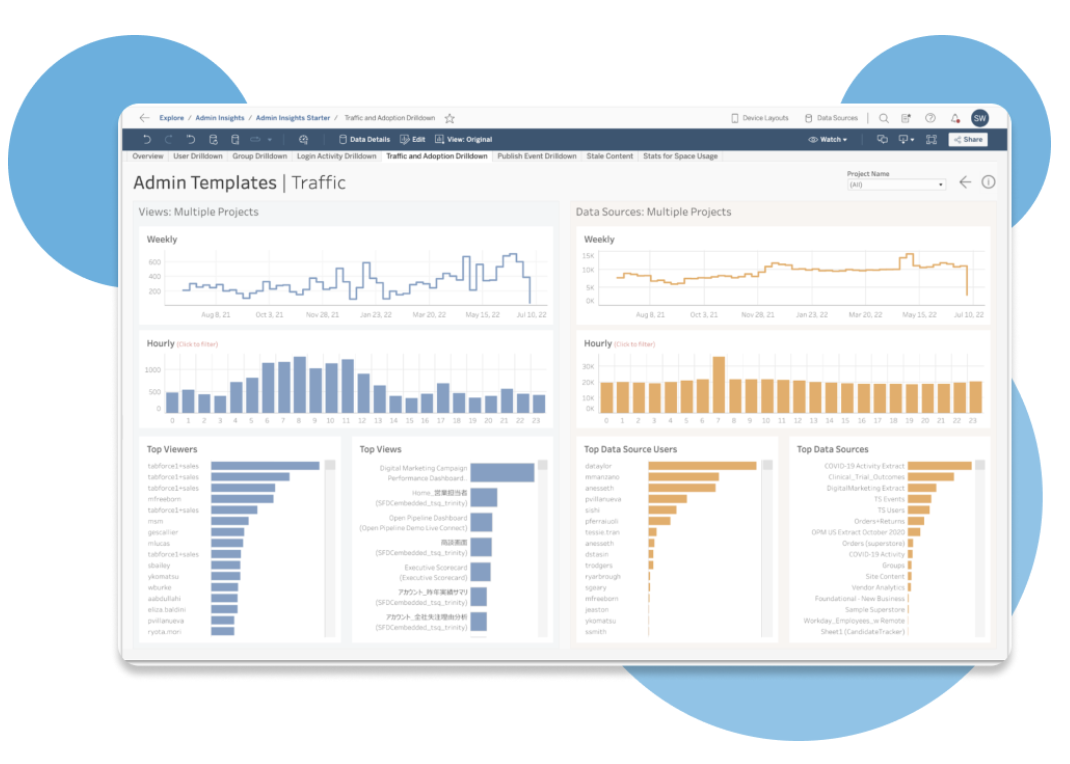 Explore / Admin Insights / Admin Insights Starter / Traffic and Adoption Drilldown
Device Layouts Data Sources SW
Data Details Edit View: Original Watch Share
Overview User Drilldown Group Drilldown Login Activity Drilldown Traffic and Adoption Drilldown Publish Event Drilldown Stale Content Stats for Space Usage
Admin Templates | Traffic
Project Name
(All)
Views: Multiple Projects
Weekly
600
400
200
Aug 8, 21 Oct 3, 21 Nov 28, 21 Jan 23, 22 Mar 20, 22 May 15, 22 Jul 10, 22
Hourly (Click to filter)
1000
500
0
0 1 2 3 4 5 6 7 8 9 10 11 12 13 14 15 16 17 18 19 20 21 22 23
Top Viewers
tabforce1+sales
tabforce1+sales
tabforce1+sales
mfreeborn
tabforce1+sales
msm
gescallier
mlucas
tabforce1+sales
sbailey
ykomatsu
wburke
aabdullahi
eliza.baldini
pvillanueva
ryota.mori
Top Views
Digital Marketing Campaign
Performance Dashboard..
Home_営業担当者
(SFDCembedded_tsq_trinity)
Open Pipeline Dashboard
(Open Pipeline Demo Live Connect)
商談画面
(SFDCembedded_tsq_trinity)
Executive Scorecard
(Executive Scorecard)
アカウント_昨年実績サマリ
(SFDCembedded_tsq_trinity)
アカウント_全社失注理由分析
(SFDCembedded_tsq_trinity)
Data Sources: Multiple Projects
Weekly
15K
10K
5K
0K
Aug 8, 21 Oct 3, 21 Nov 28, 21 Jan 23, 22 Mar 20, 22 May 15, 22 Jul 10, 22
Hourly (Click to filter)
30K
20K
10K
0K
0 1 2 3 4 5 6 7 8 9 10 11 12 13 14 15 16 17 18 19 20 21 22 23
Top Data Source Users
dataylor
mmanzano
anesseth
pvillanueva
sishi
pferraiudi
tessie.tran
anesseth
dstasin
trodgers
ryarbrough
sgeary
mfreeborn
jeeston
ykomatsu
ssmith
Top Data Sources
COVID-19 Activity Extract
Clinical_Trial_Outcomes
DigitalMarketing Extract
TS Events
TS Users
Orders+Returns
OPM US Extract October 2020
Orders (superstore)
COVID-19 Activity
Groups
Site Content
Vendor Analytics
Foundational - New Business
Sample Superstore
Workday_Employees_w Remote
Sheet1 (CandidateTracker)